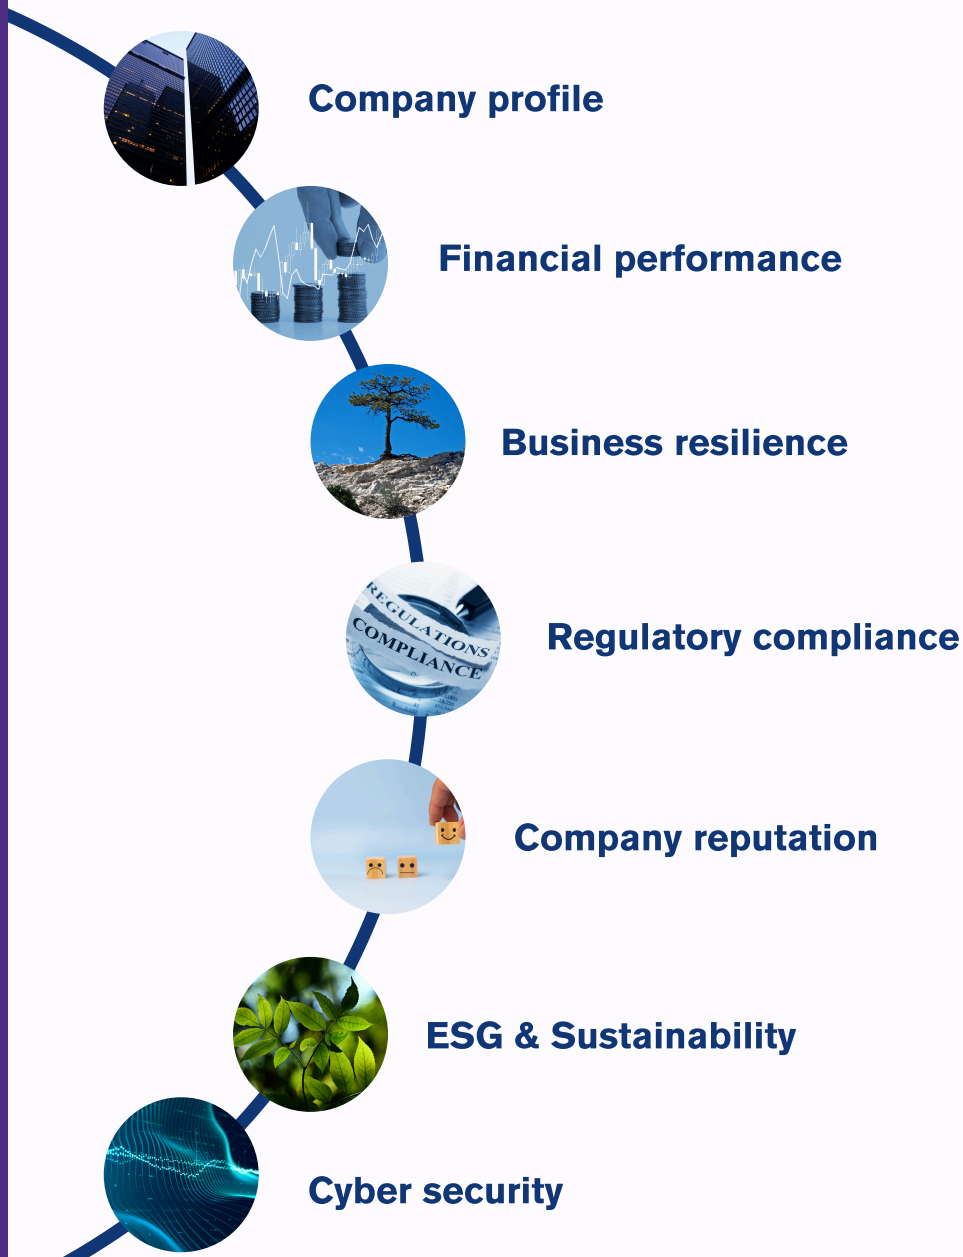 Company profile
Financial performance
Business resilience
REGULATIONS
COMPLIANCE
Regulatory compliance
Company reputation
ESG & Sustainability
Cyber security